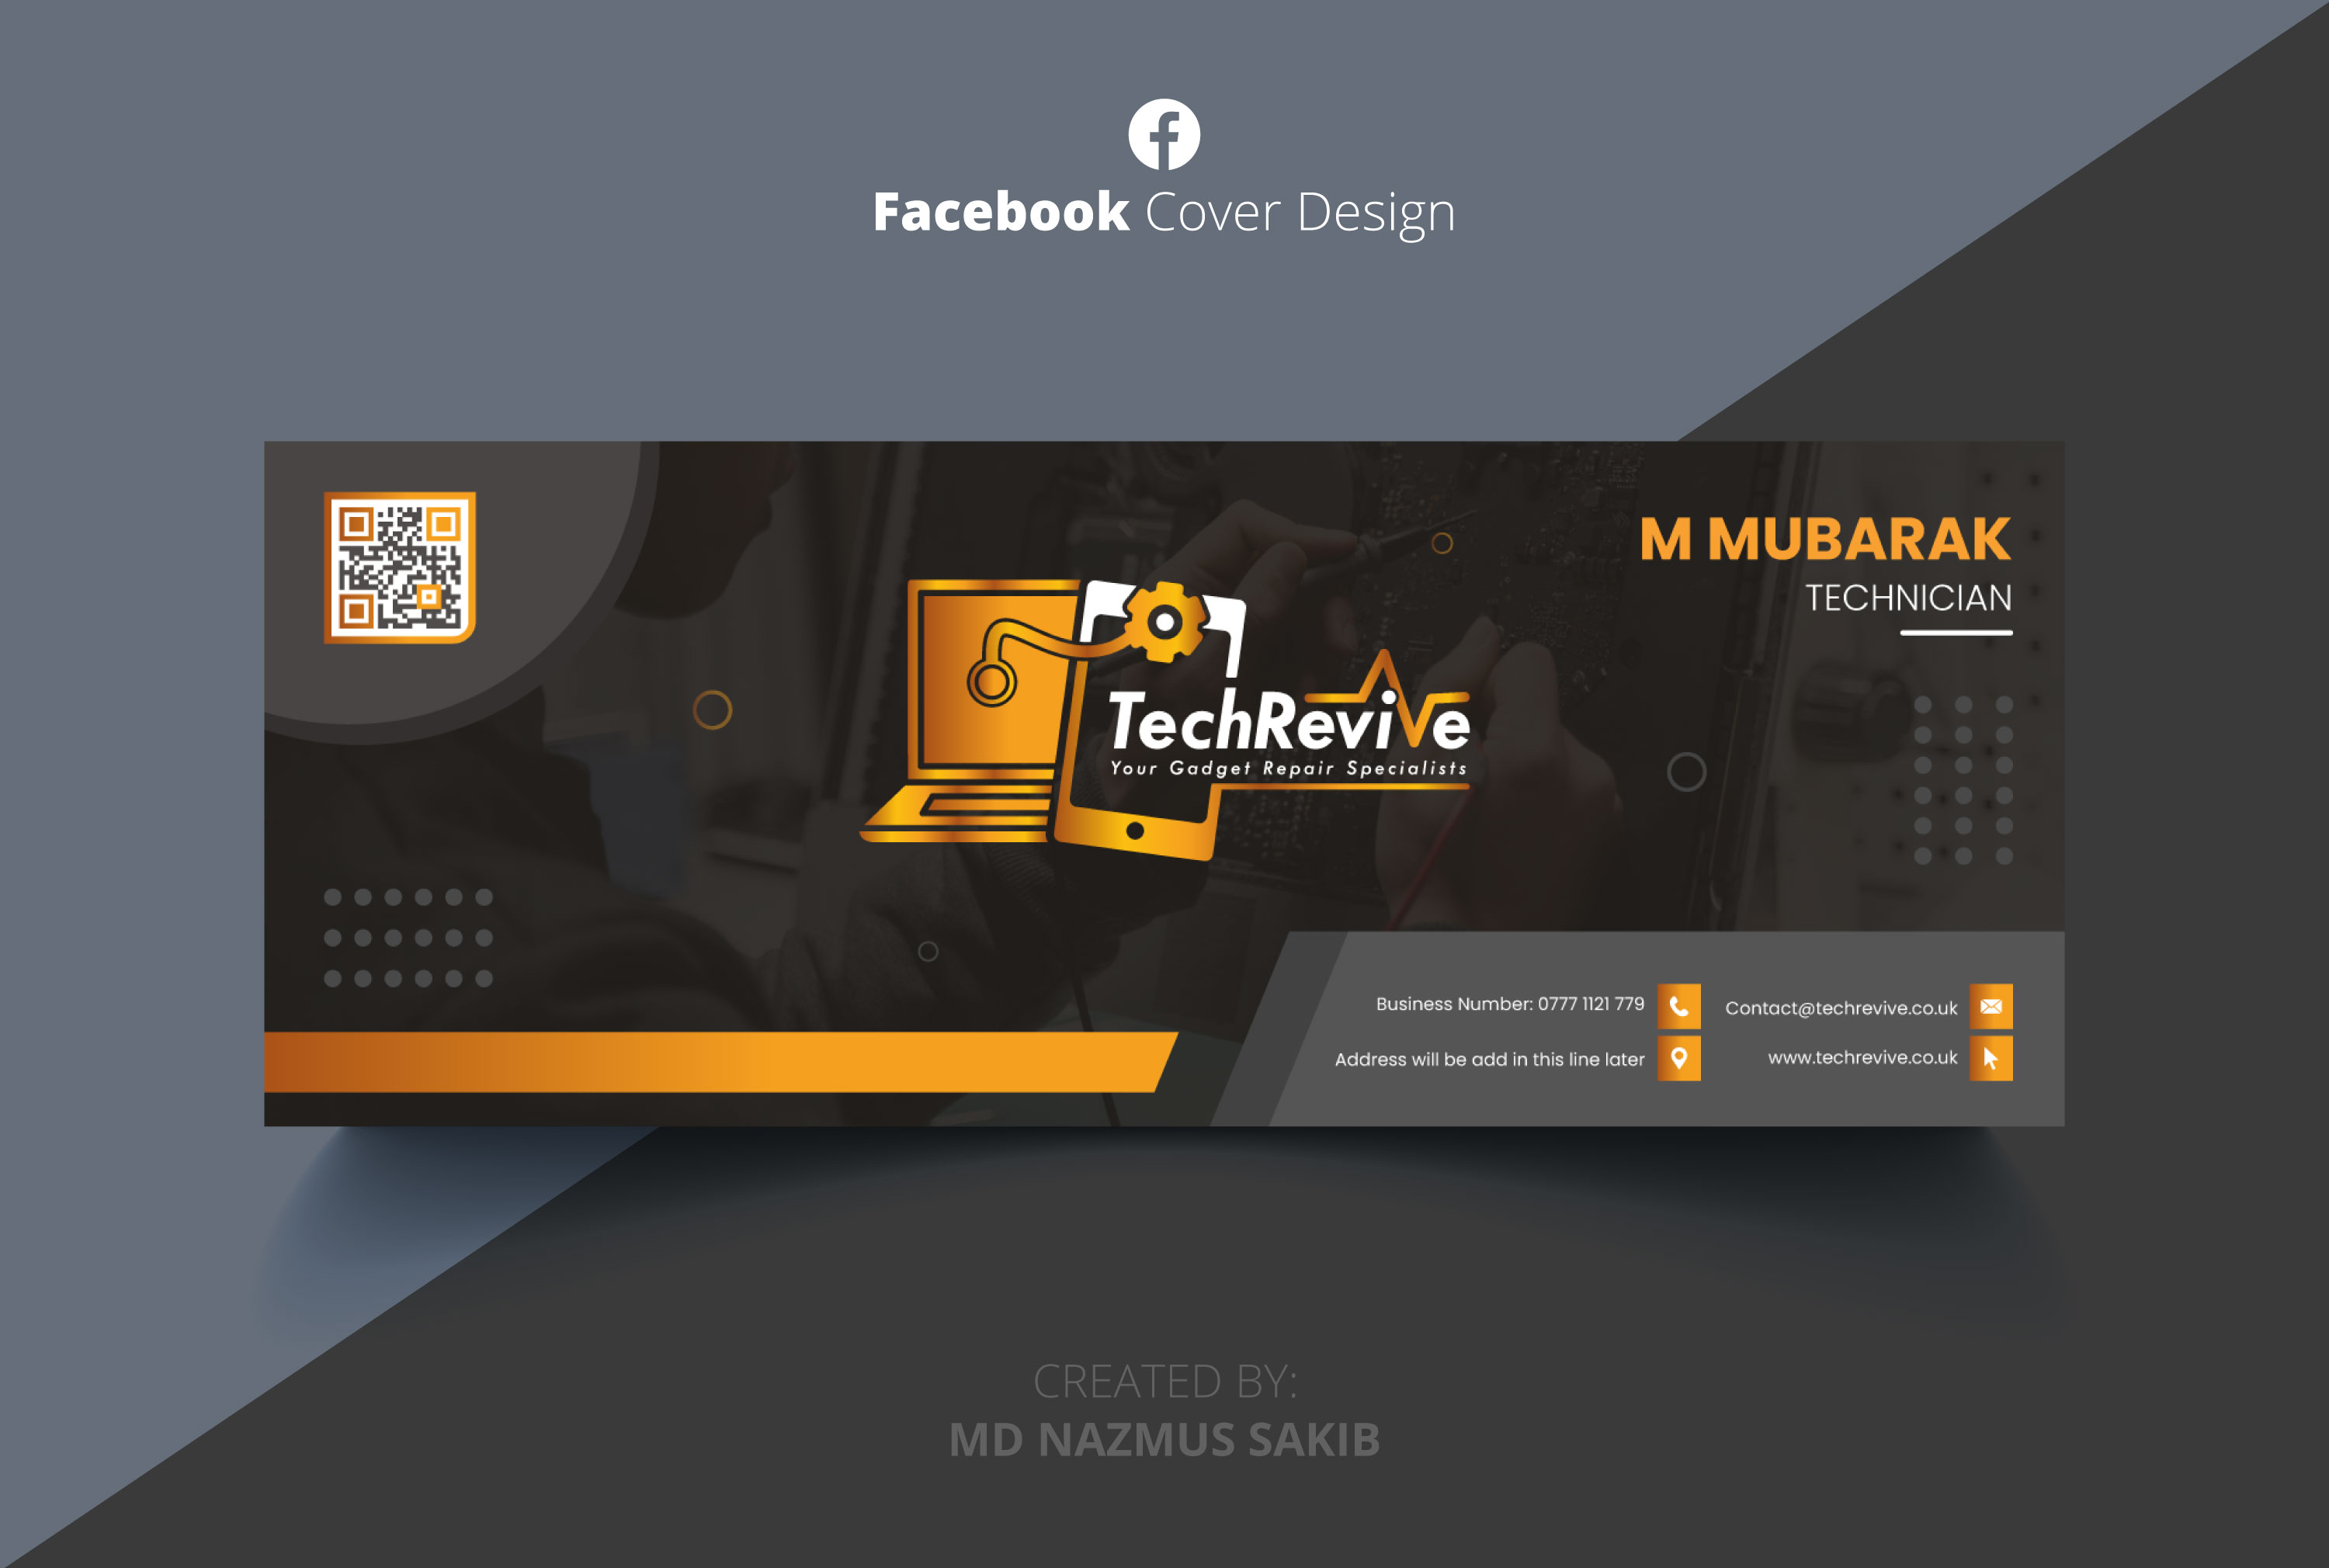 Facebook Cover Design
M MUBARAK
TECHNICIAN
TechRevive
Your Gadget Repair Specialists
Business Number: 0777 1121 779
Contact@techrevive.co.uk
Address will be add in this line later
www.techrevive.co.uk
CREATED BY:
MD NAZMUS SAKIB